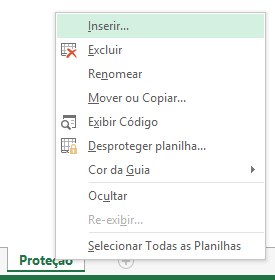 Inserir...
Excluir
Renomear
Mover ou Copiar...
Exibir Código
Desproteger planilha...
Cor da Guia
Ocultar
Re-exibir...
Selecionar Todas as Planilhas
Proteção